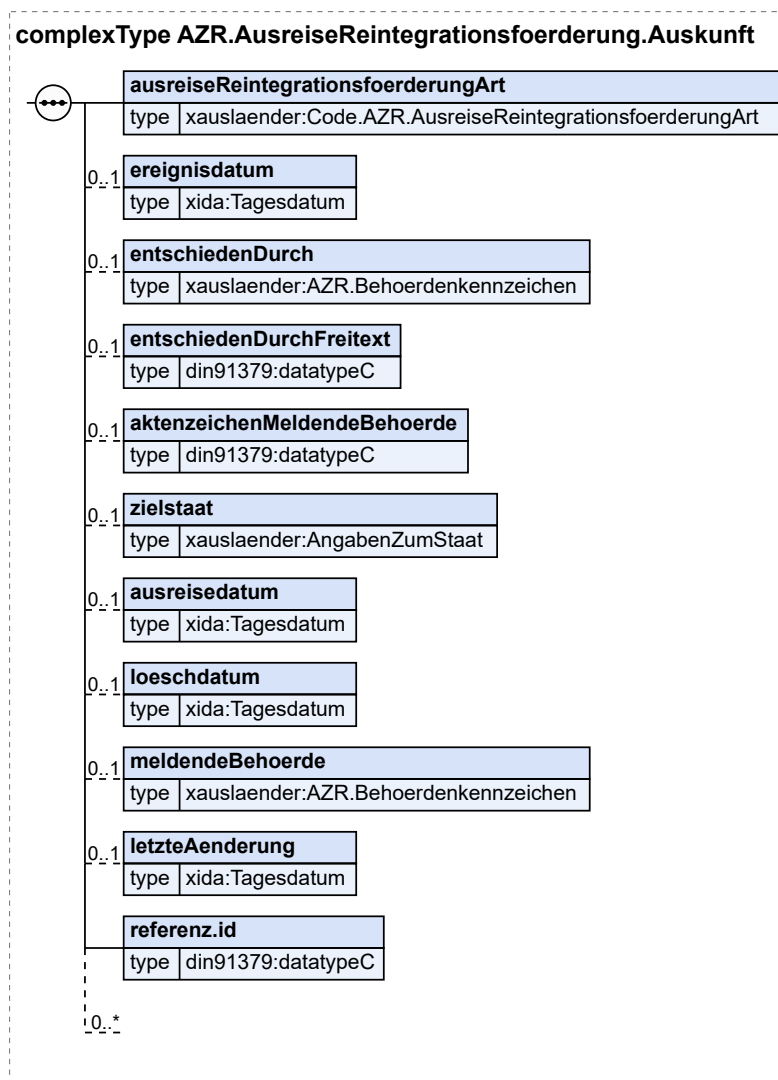 complexType AZR.AusreiseReintegrationsfoerderung.Auskunft
ausreiseReintegrationsfoerderungArt
type xauslaender:Code.AZR.AusreiseReintegrationsfoerderungArt
0..1 ereignisdatum
type xida:Tagesdatum
0..1 entschiedenDurch
type xauslaender:AZR.Behoerdenkennzeichen
0..1 entschiedenDurchFreitext
type din91379:datatypeC
0..1 aktenzeichenMeldendeBehoerde
type din91379:datatypeC
0..1 zielstaat
type xauslaender:AngabenZumStaat
0..1 ausreisedatum
type xida:Tagesdatum
0..1 loeschdatum
type xida:Tagesdatum
0..1 meldendeBehoerde
type xauslaender:AZR.Behoerdenkennzeichen
0..1 letzteAenderung
type xida:Tagesdatum
referenz.id
type din91379:datatypeC
0..*